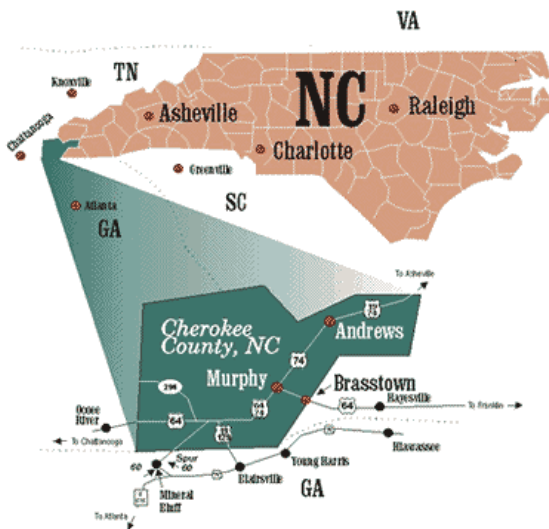 VA
TN
NC
Knoxville
Asheville
Raleigh
Chattanooga
Charlotte
Greenville
SC
Atlanta
GA
To Asheville
Cherokee
County, NC
Andrews
74
Murphy
Brasstown
Hayesville
64
64
Ocoee
River
To Franklin
To Chattanooga
Hiawassee
Spur
60
60
Young Harris
Blairsville
GA
Mineral
Bluff
To Atlanta